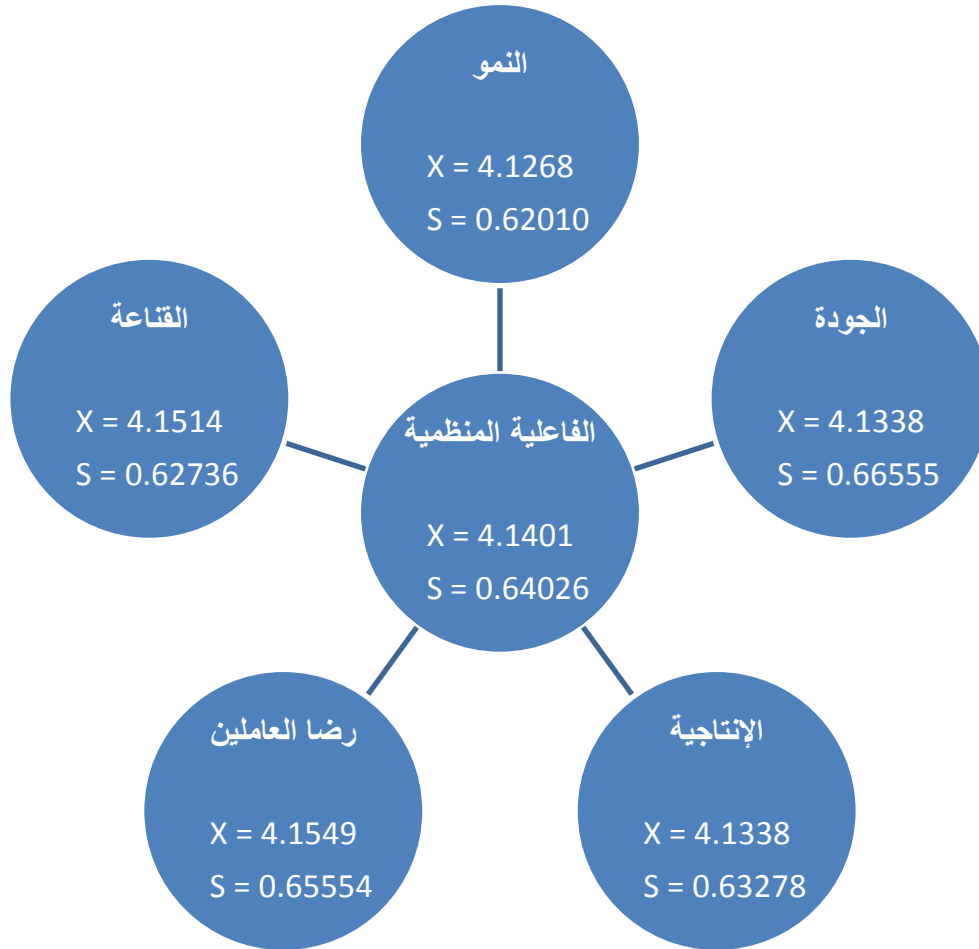 النمو
X = 4.1268
S = 0.62010
القناعة
X = 4.1514
S = 0.62736
الجودة
X = 4.1338
S = 0.66555
الفاعلية المنظمية
X = 4.1401
S = 0.64026
رضا العاملين
X = 4.1549
S = 0.65554
الإنتاجية
X = 4.1338
S = 0.63278